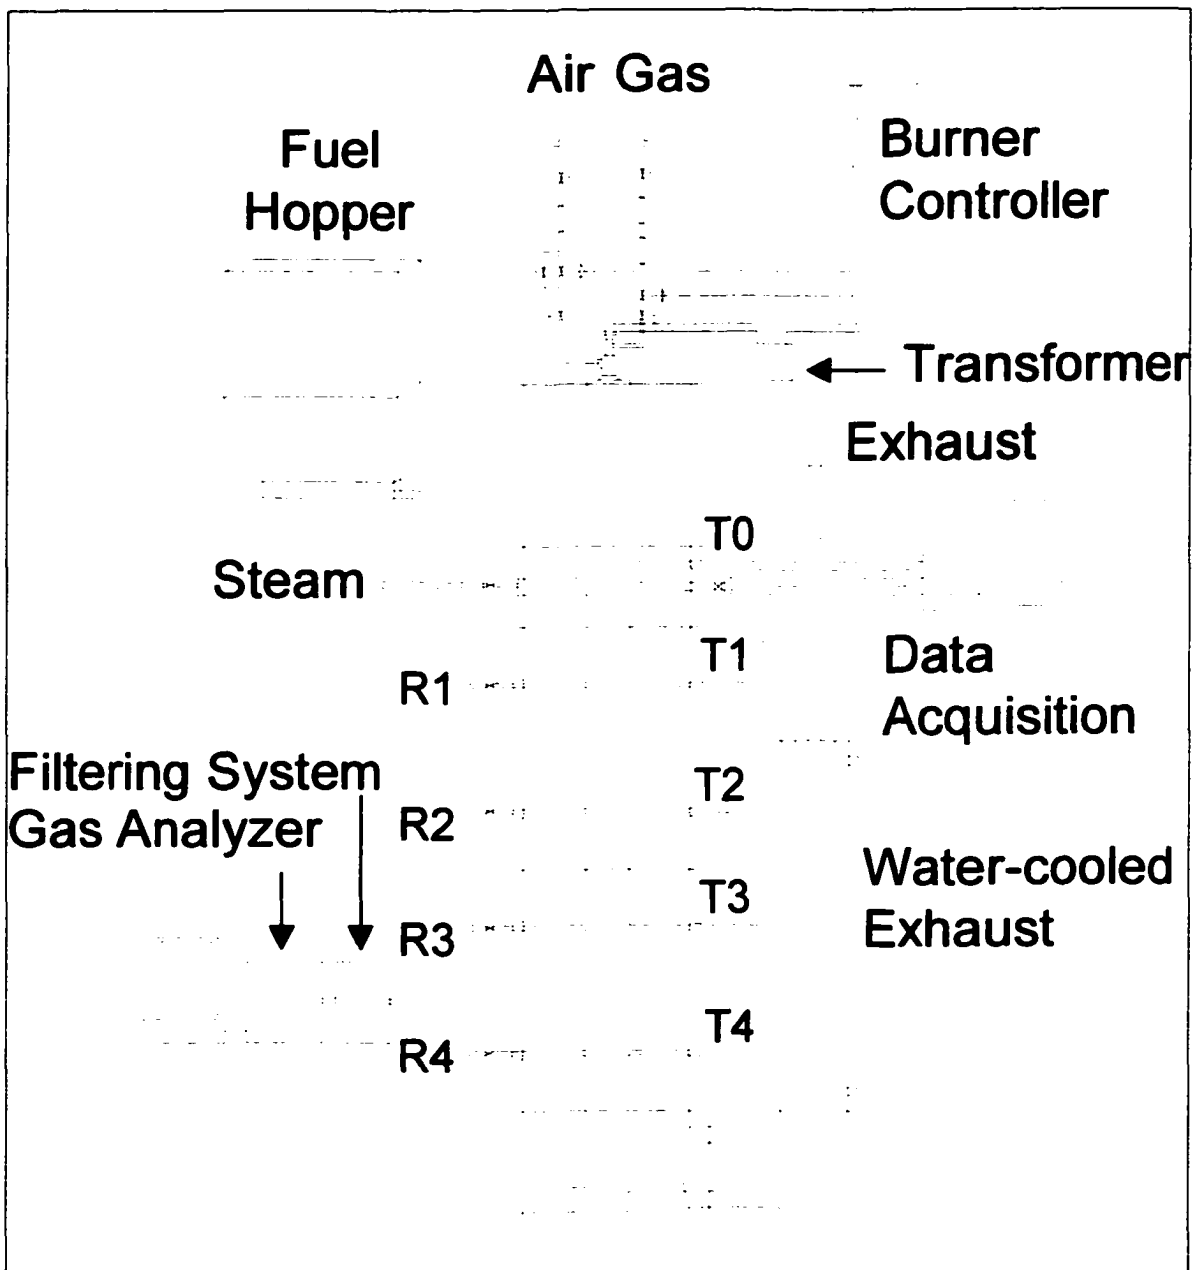 Air Gas
Fuel
Hopper
Burner
Controller
Transformer
Exhaust
T0
Steam
T1
R1
Data
Acquisition
Filtering System
Gas Analyzer
T2
R2
Water-cooled
Exhaust
T3
R3
T4
R4